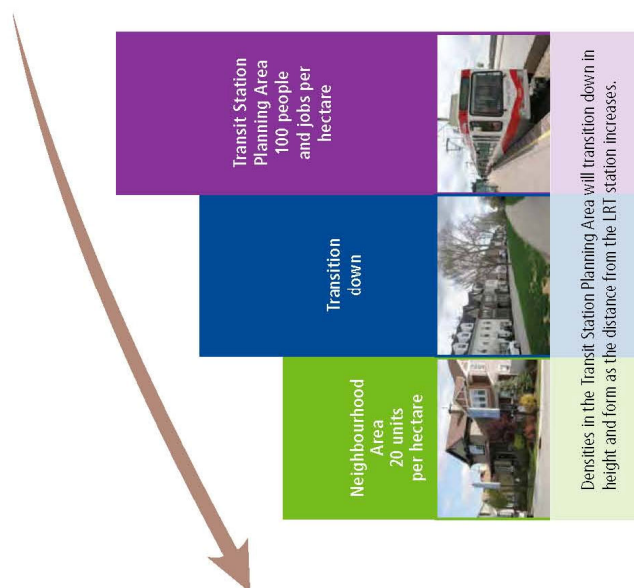 Neighbourhood
Area
20 units
per hectare
Transition
down
Transit Station
Planning Area
100 people
and jobs per
hectare
Densities in the Transit Station Planning Area will transition down in
height and form as the distance from the LRT station increases.